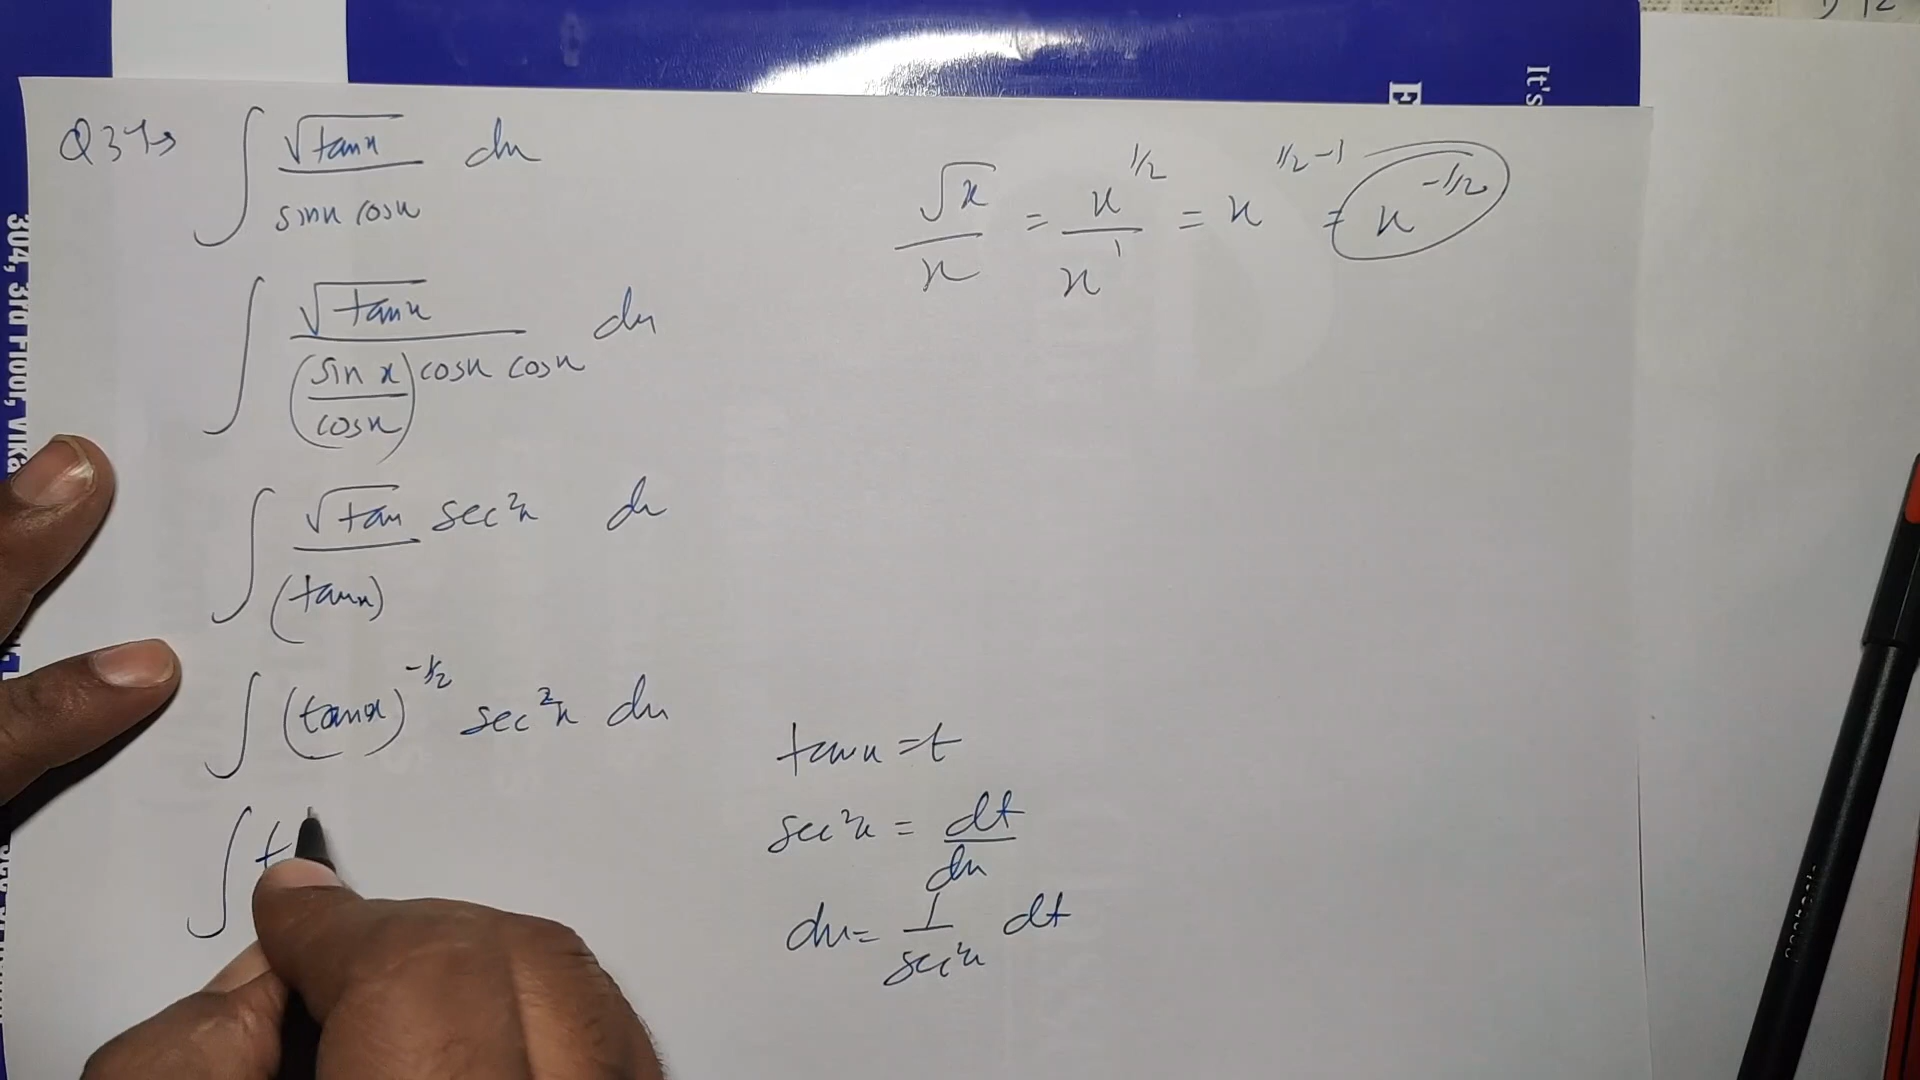 Q34→ ∫ √tanx / sinx cosx dx
√x / x = x^1/2 / x^1 = x^1/2-1 = x^-1/2
∫ √tanx / (sin x / cosx) cosx cosx dx
∫ √tan / (tanx) sec²x dx
∫ (tanx)^-1/2 sec²x dx
tanx = t
sec²x = dt / dx
dx = 1 / sec²x dt
∫ t
It's
E
304, 3rd Floor, Vika